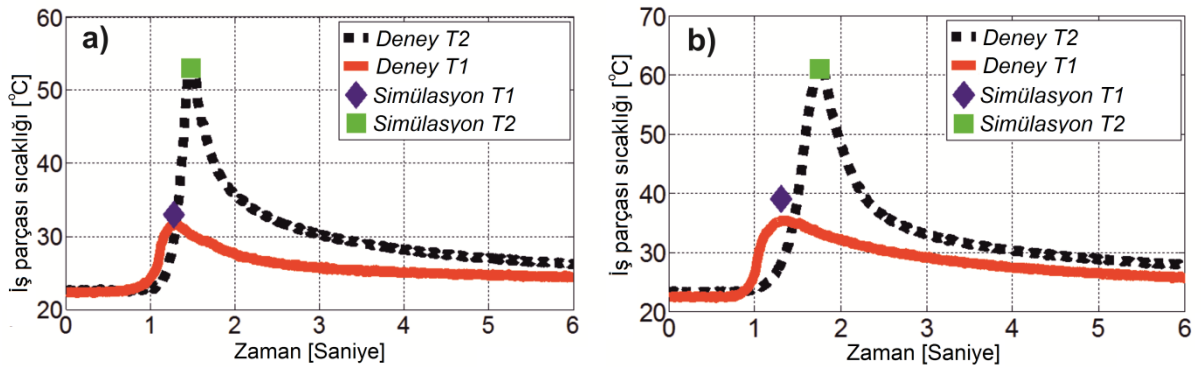 a)
60
50
40
30
20
İş parçası sıcaklığı [°C]
Deney T2
Deney T1
Simülasyon T1
Simülasyon T2
0 1 2 3 4 5 6
Zaman [Saniye]
b)
70
60
50
40
30
20
İş parçası sıcaklığı [°C]
Deney T2
Deney T1
Simülasyon T1
Simülasyon T2
0 1 2 3 4 5 6
Zaman [Saniye]